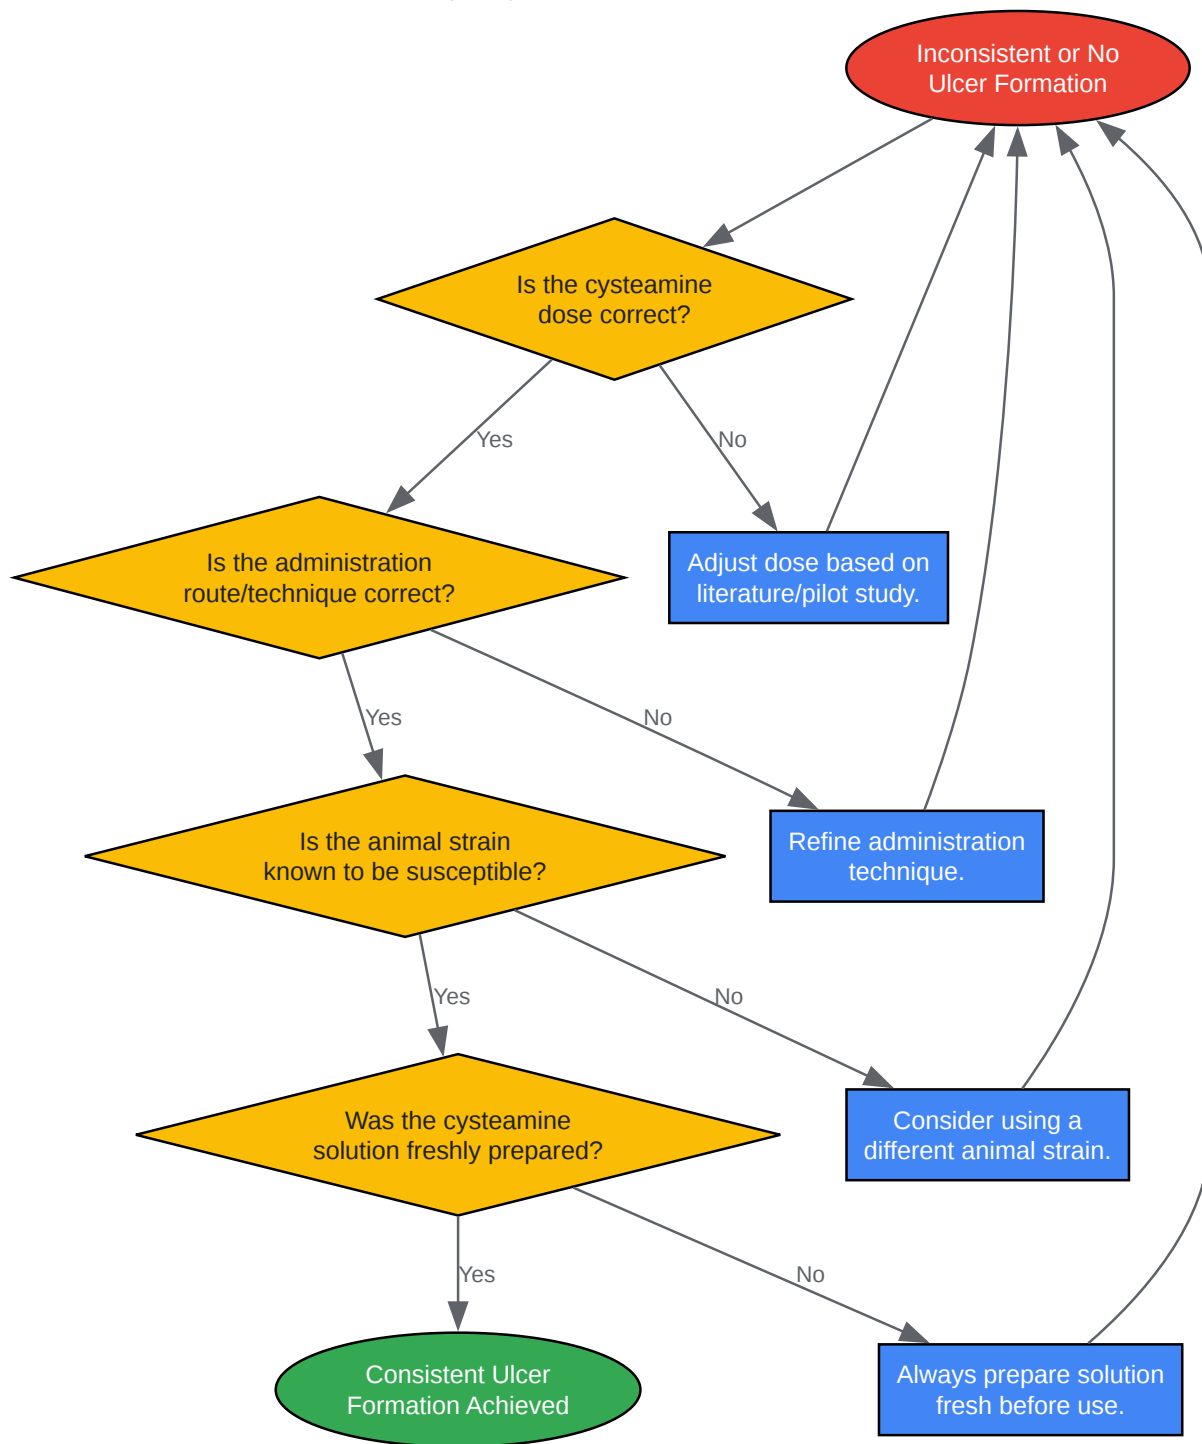 Inconsistent or No
Ulcer Formation
Is the cysteamine
dose correct?
Yes
No
Is the administration
route/technique correct?
Adjust dose based on
literature/pilot study.
Yes
No
Is the animal strain
known to be susceptible?
Refine administration
technique.
Yes
No
Was the cysteamine
solution freshly prepared?
Consider using a
different animal strain.
Yes
No
Consistent Ulcer
Formation Achieved
Always prepare solution
fresh before use.